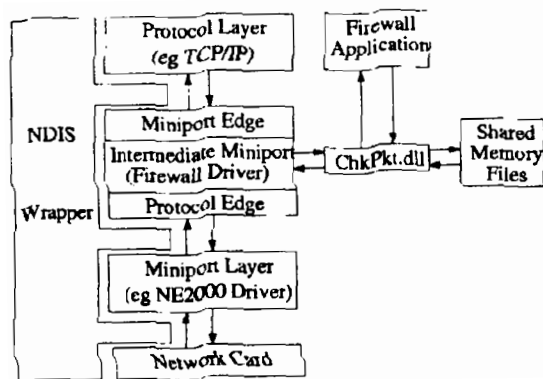 Protocol Layer
(eg TCP/IP)
Firewall
Application
NDIS
Wrapper
Miniport Edge
Intermediate Miniport
(Firewall Driver)
Protocol Edge
ChkPkt.dll
Shared
Memory
Files
Miniport Layer
(eg NE2000 Driver)
Network Card